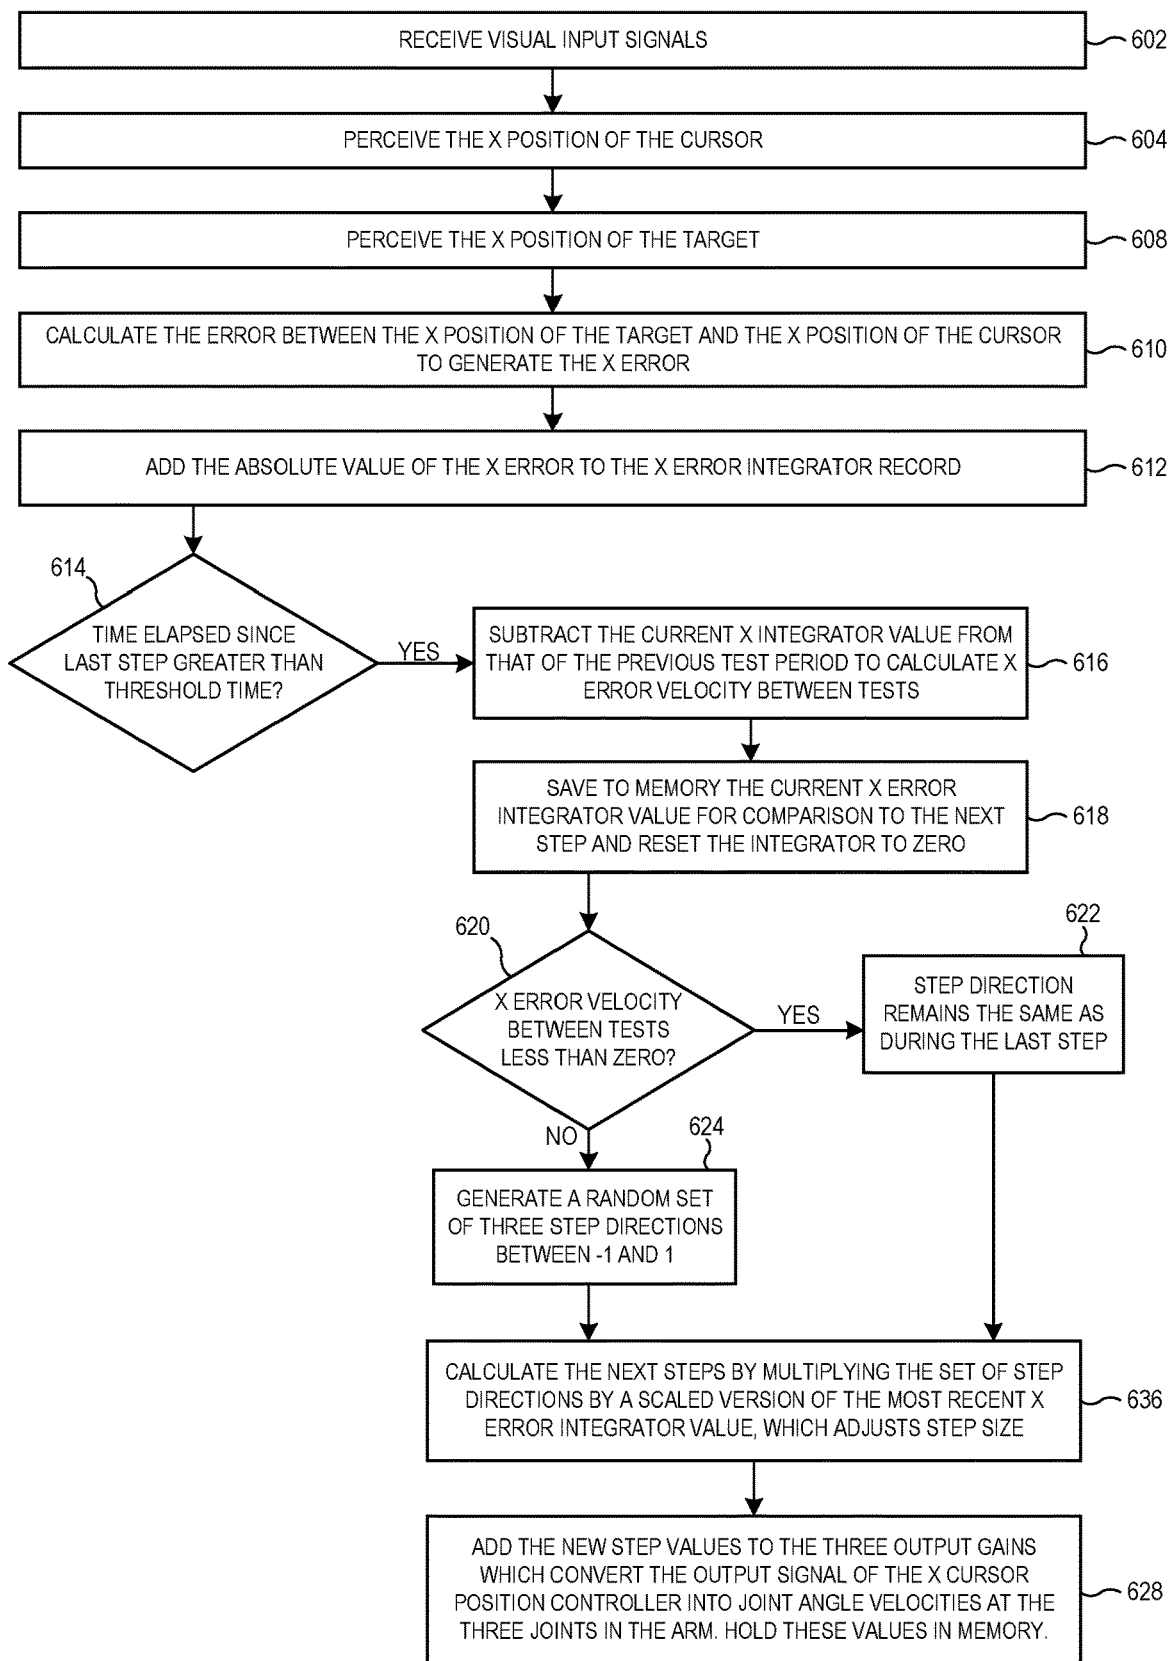 RECEIVE VISUAL INPUT SIGNALS
602
PERCEIVE THE X POSITION OF THE CURSOR
604
PERCEIVE THE X POSITION OF THE TARGET
608
CALCULATE THE ERROR BETWEEN THE X POSITION OF THE TARGET AND THE X POSITION OF THE CURSOR
TO GENERATE THE X ERROR
610
ADD THE ABSOLUTE VALUE OF THE X ERROR TO THE X ERROR INTEGRATOR RECORD
612
614
TIME ELAPSED SINCE
LAST STEP GREATER THAN
THRESHOLD TIME?
YES
SUBTRACT THE CURRENT X INTEGRATOR VALUE FROM
THAT OF THE PREVIOUS TEST PERIOD TO CALCULATE X
ERROR VELOCITY BETWEEN TESTS
616
SAVE TO MEMORY THE CURRENT X ERROR
INTEGRATOR VALUE FOR COMPARISON TO THE NEXT
STEP AND RESET THE INTEGRATOR TO ZERO
618
620
X ERROR VELOCITY
BETWEEN TESTS
LESS THAN ZERO?
YES
622
STEP DIRECTION
REMAINS THE SAME AS
DURING THE LAST STEP
NO
624
GENERATE A RANDOM SET
OF THREE STEP DIRECTIONS
BETWEEN -1 AND 1
CALCULATE THE NEXT STEPS BY MULTIPLYING THE SET OF STEP
DIRECTIONS BY A SCALED VERSION OF THE MOST RECENT X
ERROR INTEGRATOR VALUE, WHICH ADJUSTS STEP SIZE
636
ADD THE NEW STEP VALUES TO THE THREE OUTPUT GAINS
WHICH CONVERT THE OUTPUT SIGNAL OF THE X CURSOR
POSITION CONTROLLER INTO JOINT ANGLE VELOCITIES AT THE
THREE JOINTS IN THE ARM. HOLD THESE VALUES IN MEMORY.
628